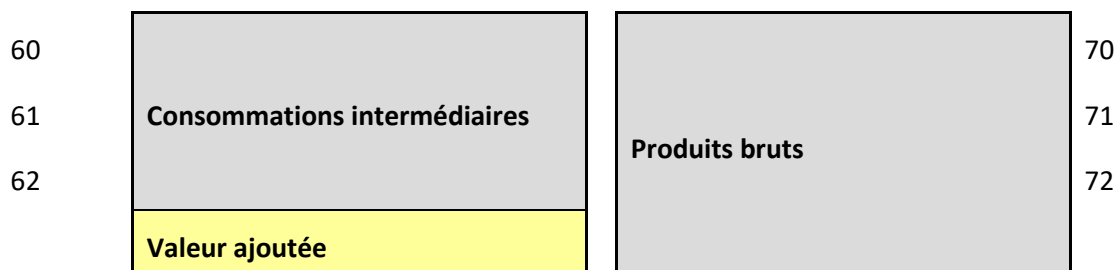 60
70
61
Consommations intermédiaires
71
Produits bruts
62
72
Valeur ajoutée